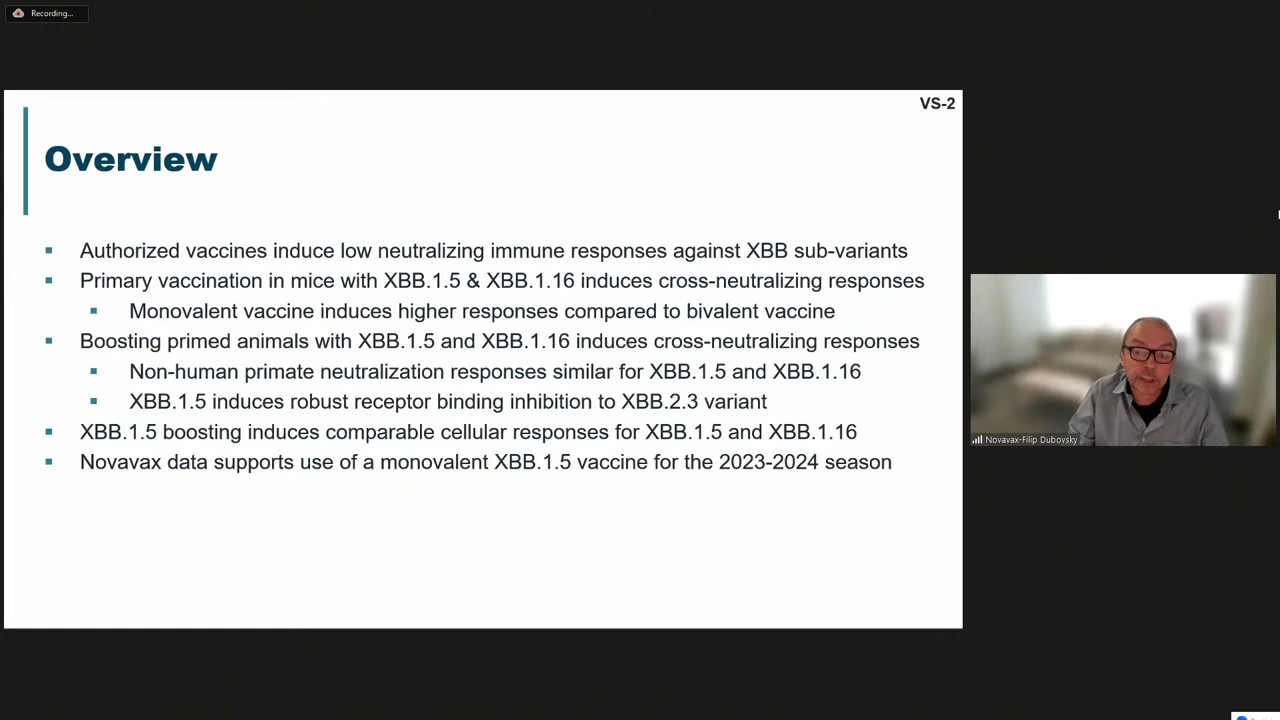 Recording...
VS-2
Overview
Authorized vaccines induce low neutralizing immune responses against XBB sub-variants
Primary vaccination in mice with XBB.1.5 & XBB.1.16 induces cross-neutralizing responses
Monovalent vaccine induces higher responses compared to bivalent vaccine
Boosting primed animals with XBB.1.5 and XBB.1.16 induces cross-neutralizing responses
Non-human primate neutralization responses similar for XBB.1.5 and XBB.1.16
XBB.1.5 induces robust receptor binding inhibition to XBB.2.3 variant
XBB.1.5 boosting induces comparable cellular responses for XBB.1.5 and XBB.1.16
Novavax data supports use of a monovalent XBB.1.5 vaccine for the 2023-2024 season
Novavax-Filip Dubovsky